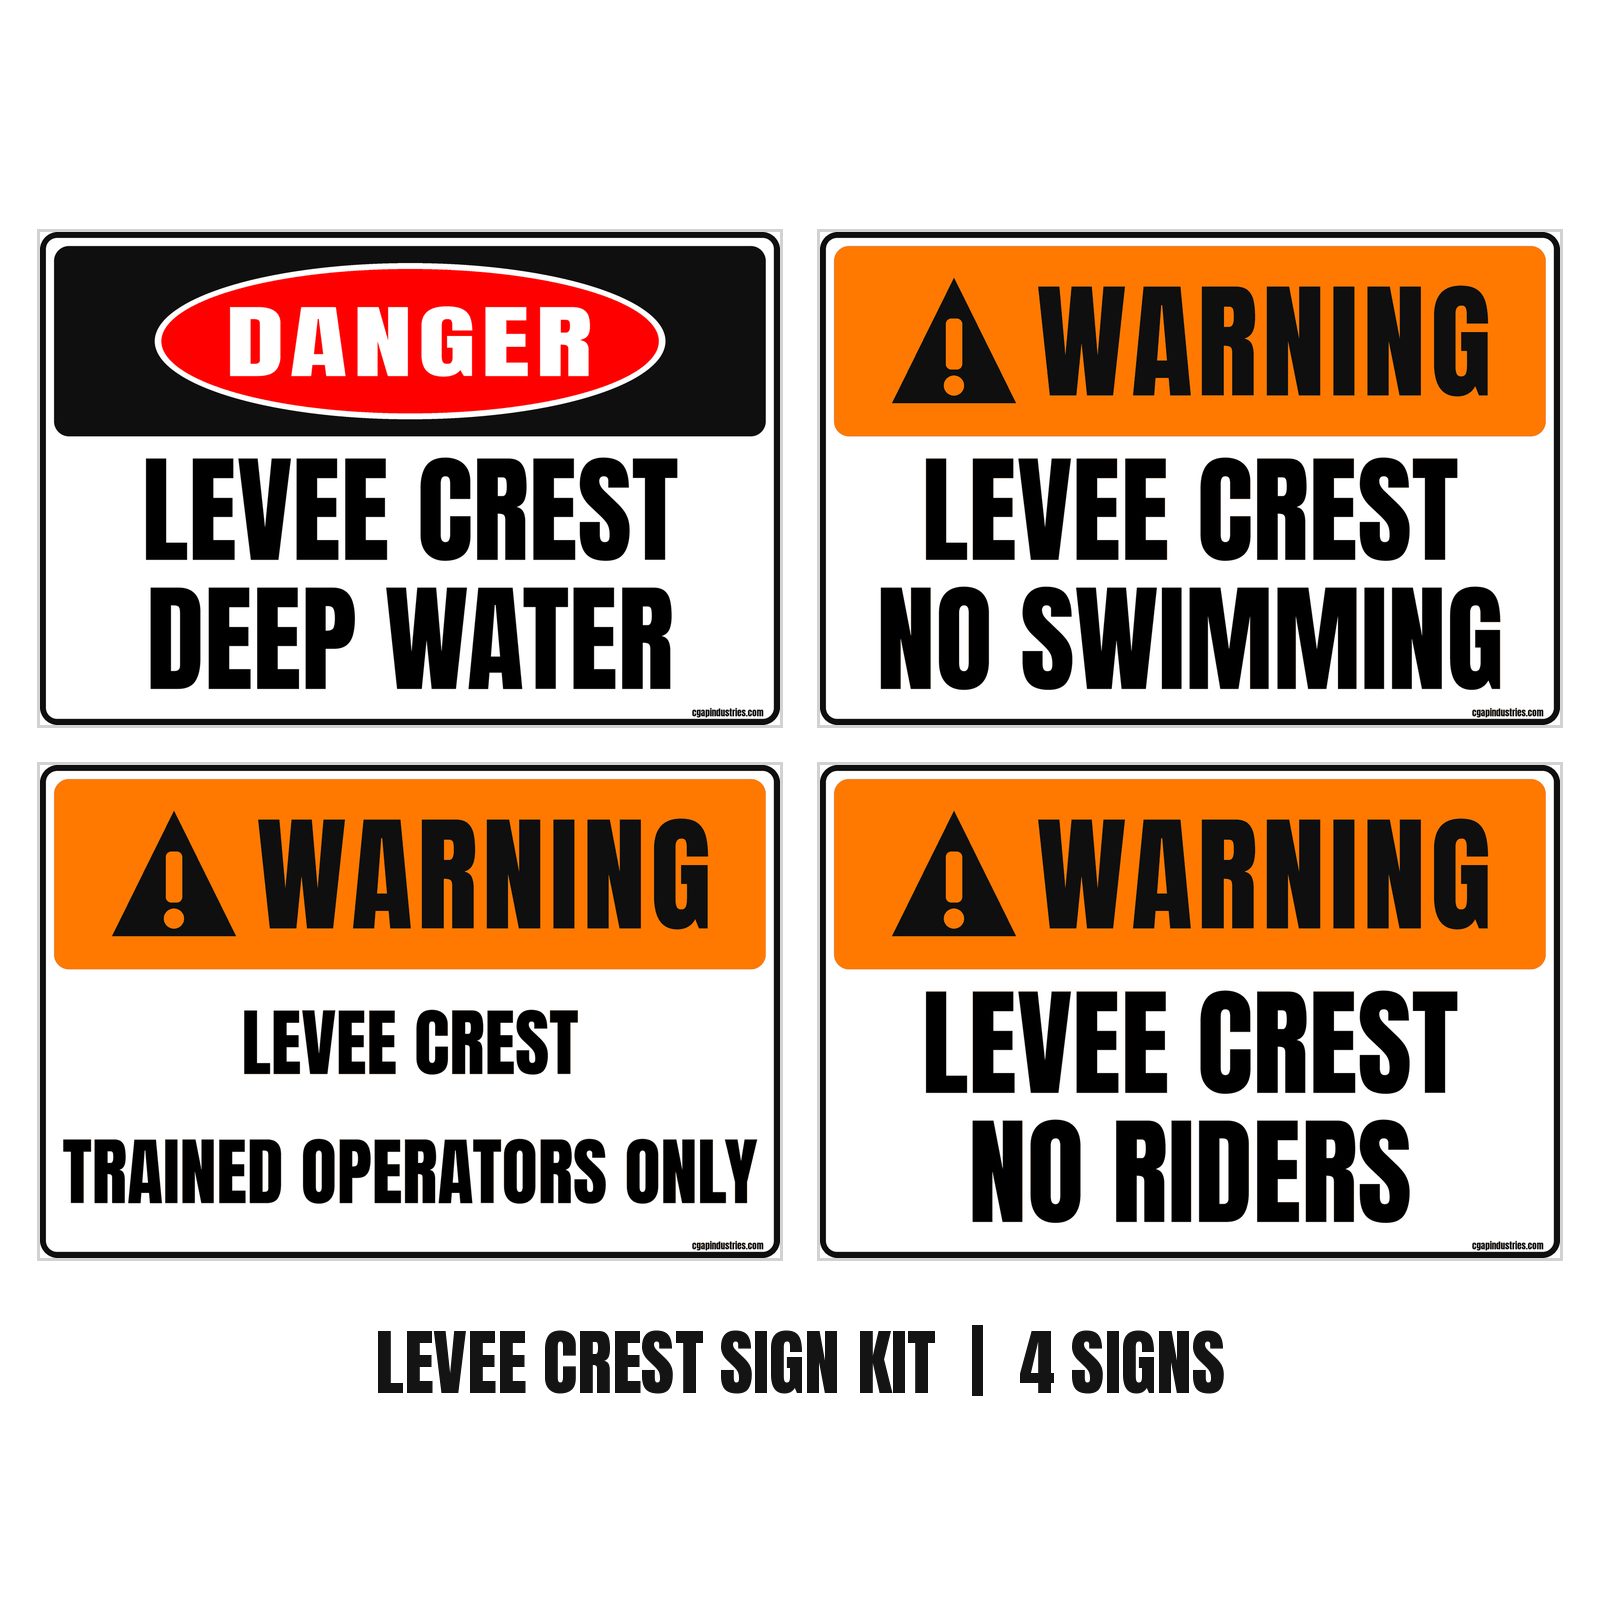 DANGER
LEVEE CREST
DEEP WATER
cgapindustries.com
WARNING
LEVEE CREST
NO SWIMMING
cgapindustries.com
WARNING
LEVEE CREST
TRAINED OPERATORS ONLY
cgapindustries.com
WARNING
LEVEE CREST
NO RIDERS
cgapindustries.com
LEVEE CREST SIGN KIT | 4 SIGNS